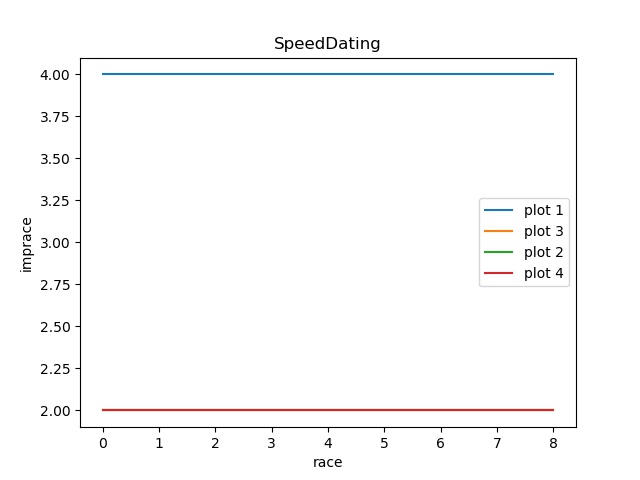 SpeedDating
4.00
3.75
3.50
3.25
3.00
2.75
2.50
2.25
2.00
imprace
plot 1
plot 3
plot 2
plot 4
0 1 2 3 4 5 6 7 8
race